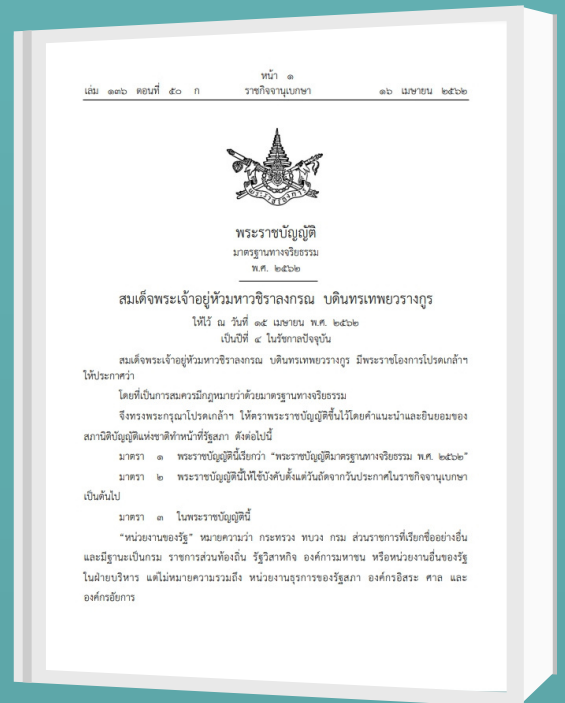 หน้า ๑
เล่ม ๑๓๖ ตอนที่ ๕๐ ก ราชกิจจานุเบกษา ๑๖ เมษายน ๒๕๖๒
พระบรมราชโองการ
พระราชบัญญัติ
มาตรฐานทางจริยธรรม
พ.ศ. ๒๕๖๒
สมเด็จพระเจ้าอยู่หัวมหาวชิราลงกรณ บดินทรเทพยวรางกูร
ให้ไว้ ณ วันที่ ๑๕ เมษายน พ.ศ. ๒๕๖๒
เป็นปีที่ ๔ ในรัชกาลปัจจุบัน
สมเด็จพระเจ้าอยู่หัวมหาวชิราลงกรณ บดินทรเทพยวรางกูร มีพระราชโองการโปรดเกล้าฯ
ให้ประกาศว่า
โดยที่เป็นการสมควรมีกฎหมายว่าด้วยมาตรฐานทางจริยธรรม
จึงทรงพระกรุณาโปรดเกล้าฯ ให้ตราพระราชบัญญัติขึ้นไว้โดยคำแนะนำและยินยอมของ
สภานิติบัญญัติแห่งชาติทำหน้าที่รัฐสภา ดังต่อไปนี้
มาตรา ๑ พระราชบัญญัตินี้เรียกว่า “พระราชบัญญัติมาตรฐานทางจริยธรรม พ.ศ. ๒๕๖๒”
มาตรา ๒ พระราชบัญญัตินี้ให้ใช้บังคับตั้งแต่วันถัดจากวันประกาศในราชกิจจานุเบกษา
เป็นต้นไป
มาตรา ๓ ในพระราชบัญญัตินี้
“หน่วยงานของรัฐ” หมายความว่า กระทรวง ทบวง กรม ส่วนราชการที่เรียกชื่ออย่างอื่น
และมีฐานะเป็นกรม ราชการส่วนท้องถิ่น รัฐวิสาหกิจ องค์การมหาชน หรือหน่วยงานอื่นของรัฐ
ในฝ่ายบริหาร แต่ไม่หมายความรวมถึง หน่วยงานธุรการของรัฐสภา องค์กรอิสระ ศาล และ
องค์กรอัยการ